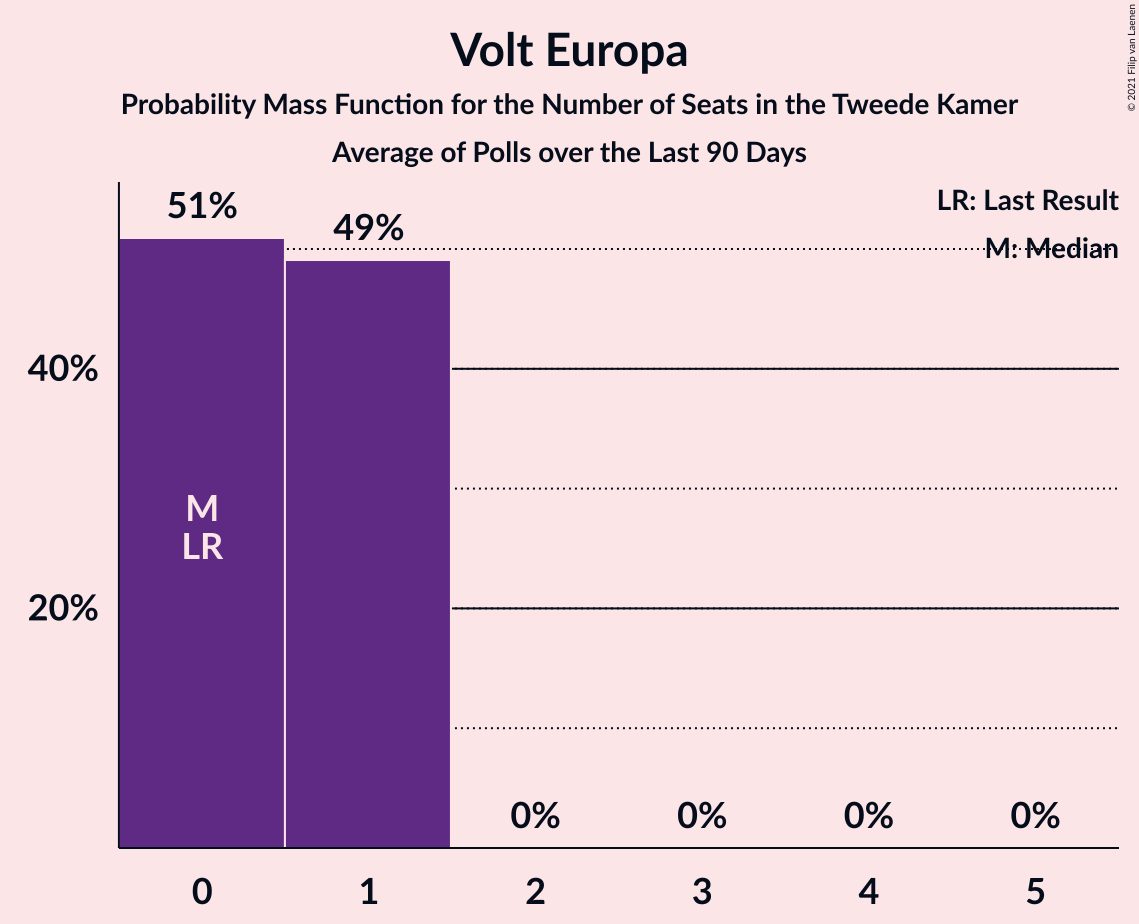 Volt Europa
Probability Mass Function for the Number of Seats in the Tweede Kamer
Average of Polls over the Last 90 Days
© 2021 Filip van Laenen
LR: Last Result
M: Median
51%
49%
40%
20%
M
LR
0%
0%
0%
0%
0
1
2
3
4
5